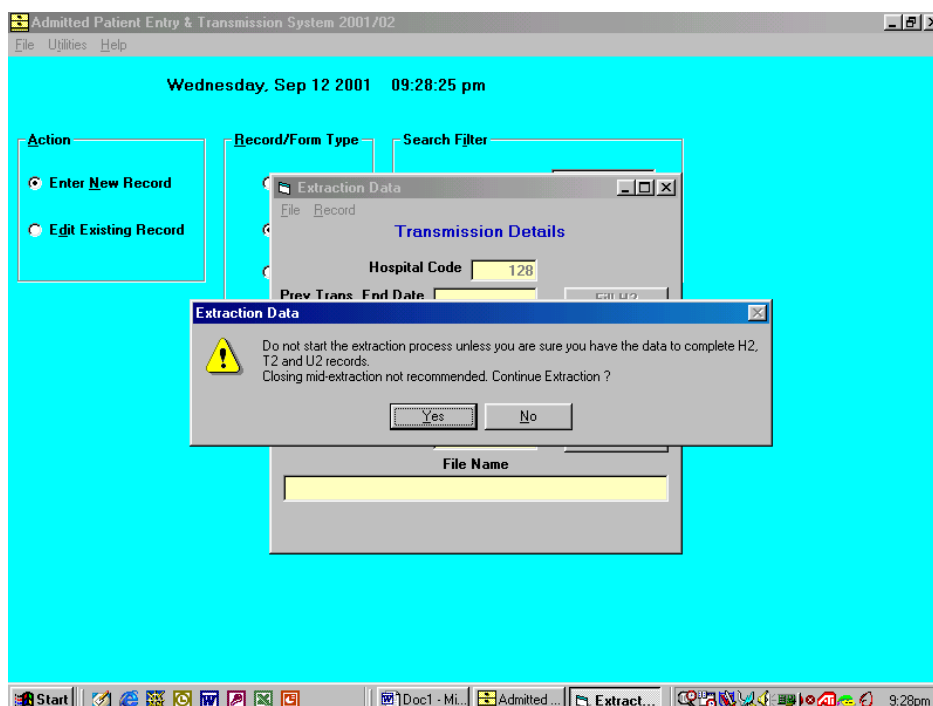 Admitted Patient Entry & Transmission System 2001/02
File Utilities Help
Wednesday, Sep 12 2001 09:28:25 pm
Action
Record/Form Type
Search Filter
Enter New Record
Edit Existing Record
Extraction Data
File Record
Transmission Details
Hospital Code 128
Prev Trans. End Date
Fill H2
Extraction Data
Do not start the extraction process unless you are sure you have the data to complete H2,
T2 and U2 records.
Closing mid-extraction not recommended. Continue Extraction ?
Yes No
File Name
Start Doc1 - Mi... Admitted ... Extract... 9:28pm